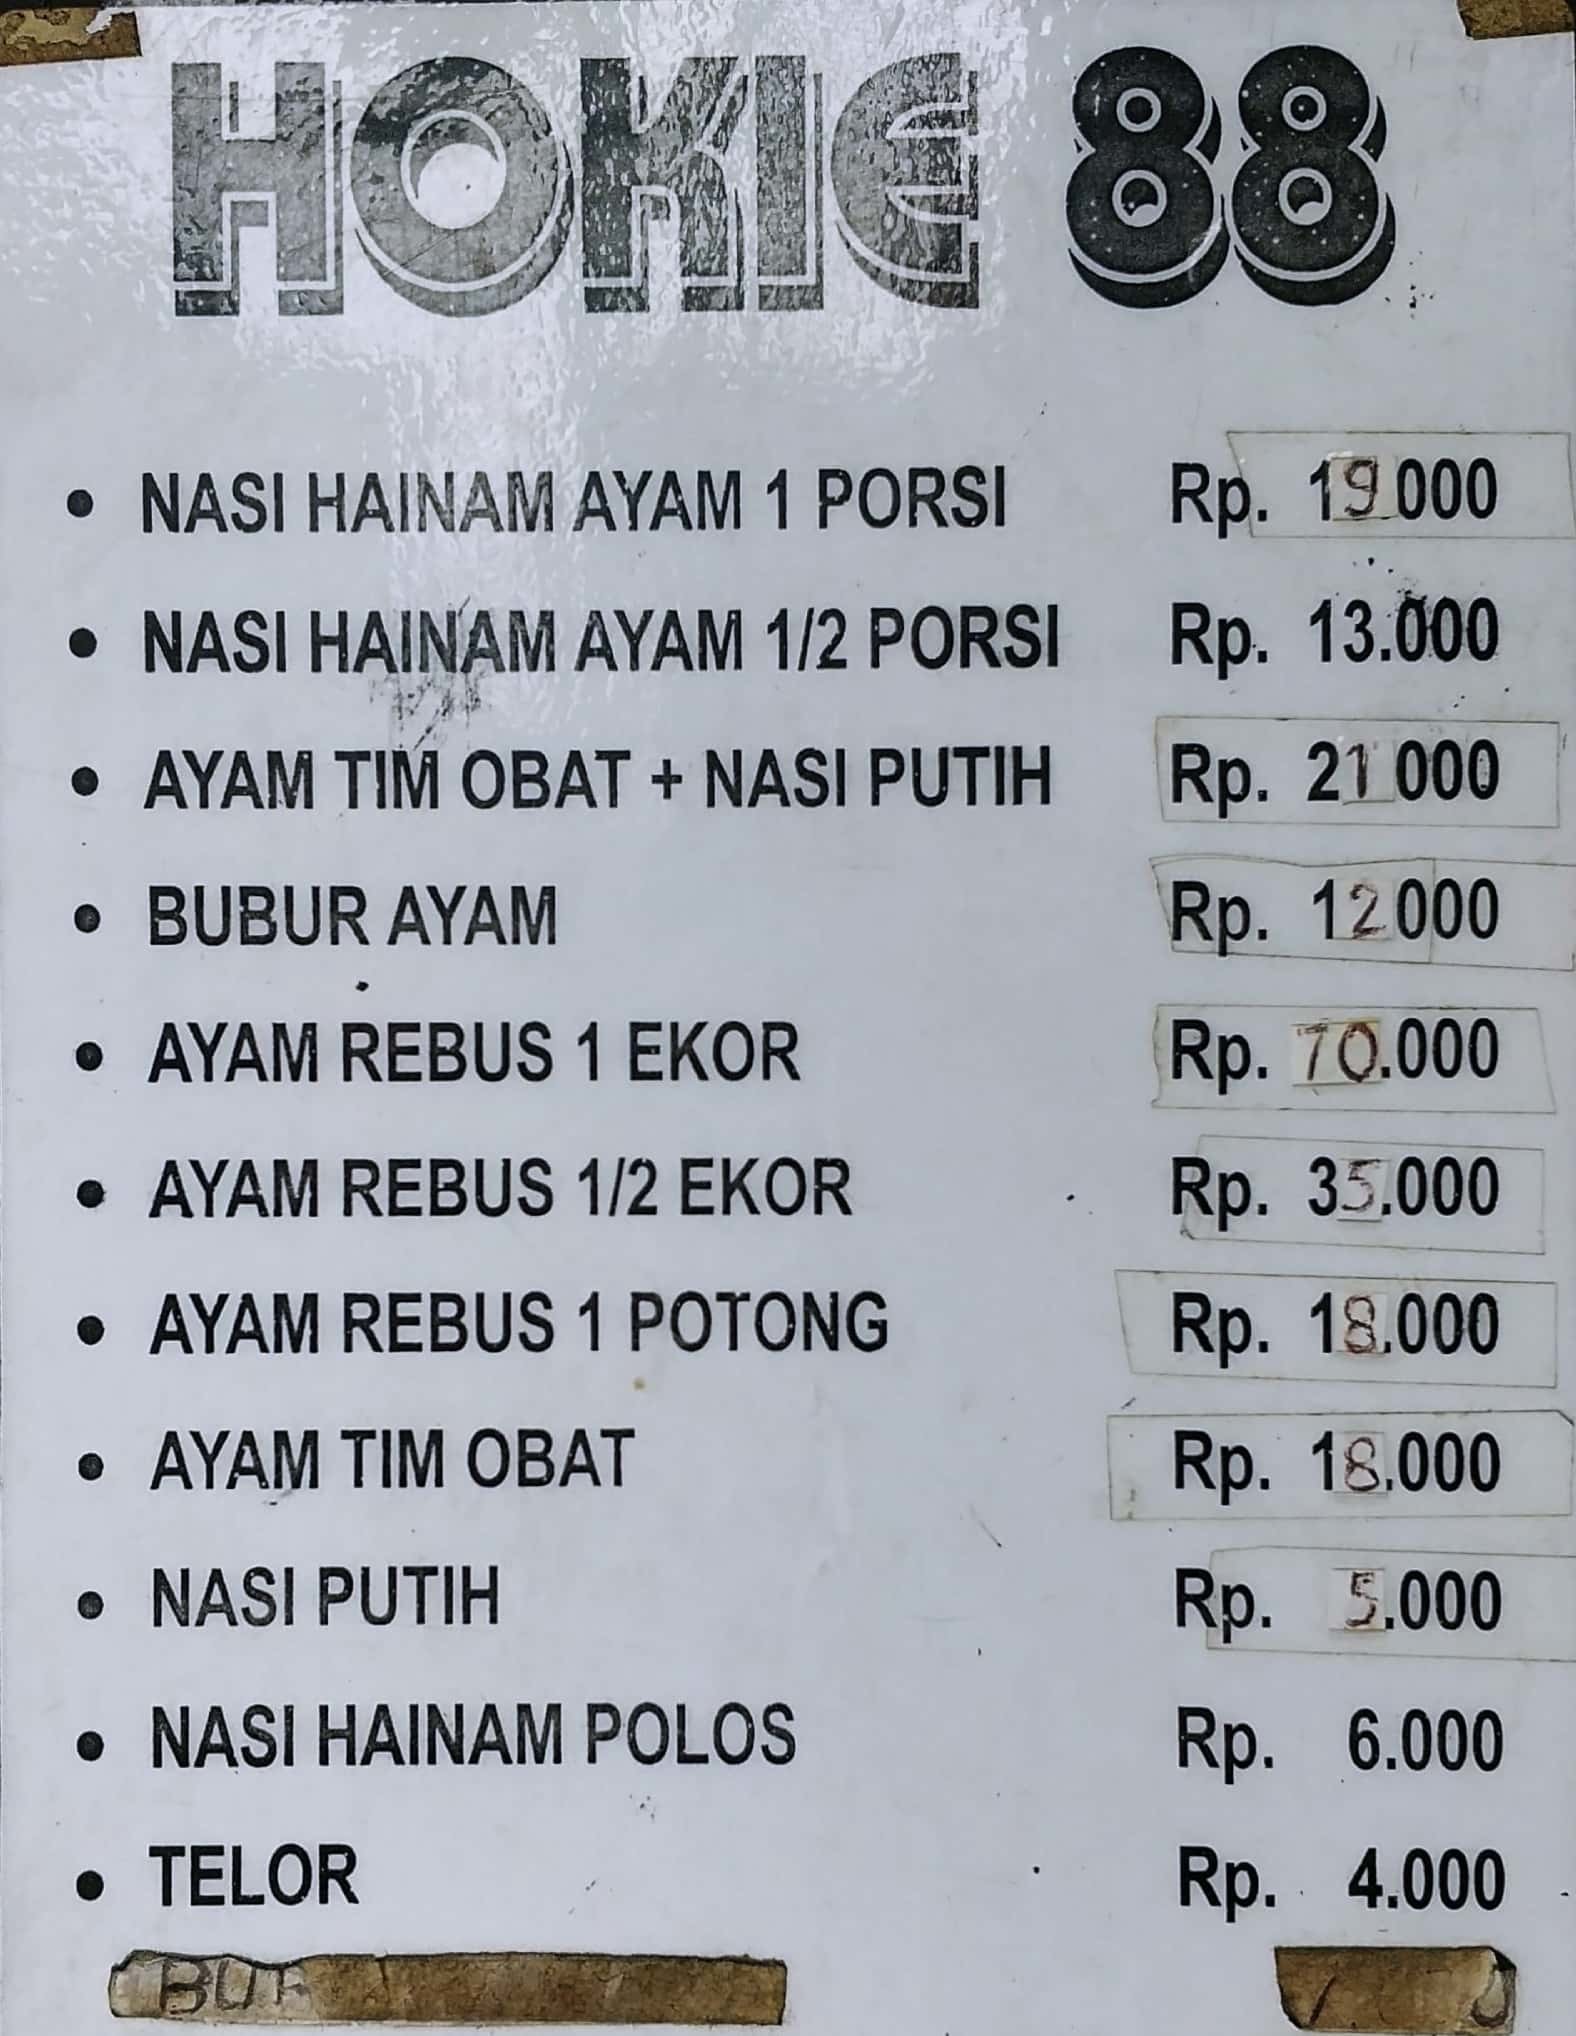 HOKIE 88
• NASI HAINAM AYAM 1 PORSI Rp. 19.000
• NASI HAINAM AYAM 1/2 PORSI Rp. 13.000
• AYAM TIM OBAT + NASI PUTIH Rp. 21 000
• BUBUR AYAM Rp. 12 000
• AYAM REBUS 1 EKOR Rp. 70.000
• AYAM REBUS 1/2 EKOR Rp. 35.000
• AYAM REBUS 1 POTONG Rp. 18.000
• AYAM TIM OBAT Rp. 18.000
• NASI PUTIH Rp. 5.000
• NASI HAINAM POLOS Rp. 6.000
• TELOR Rp. 4.000